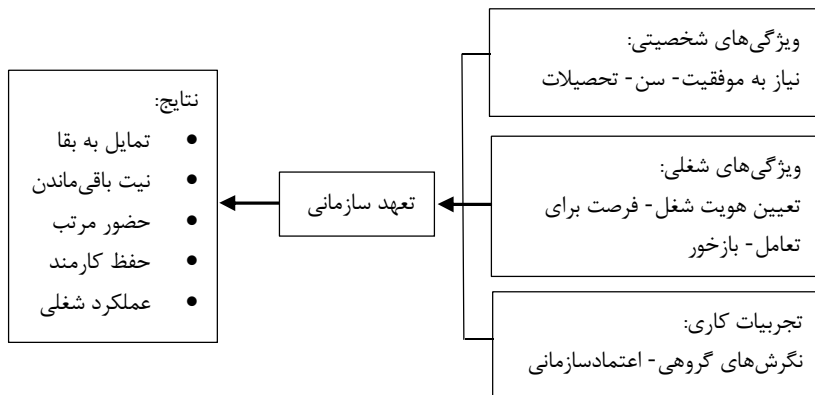 ویژگی‌های شخصیتی:
نیاز به موفقیت- سن- تحصیلات
ویژگی‌های شغلی:
تعیین هویت شغل- فرصت برای
تعامل- بازخور
تجربیات کاری:
نگرش‌های گروهی- اعتمادسازمانی
تعهد سازمانی
نتایج:
• تمایل به بقا
• نیت باقی‌ماندن
• حضور مرتب
• حفظ کارمند
• عملکرد شغلی